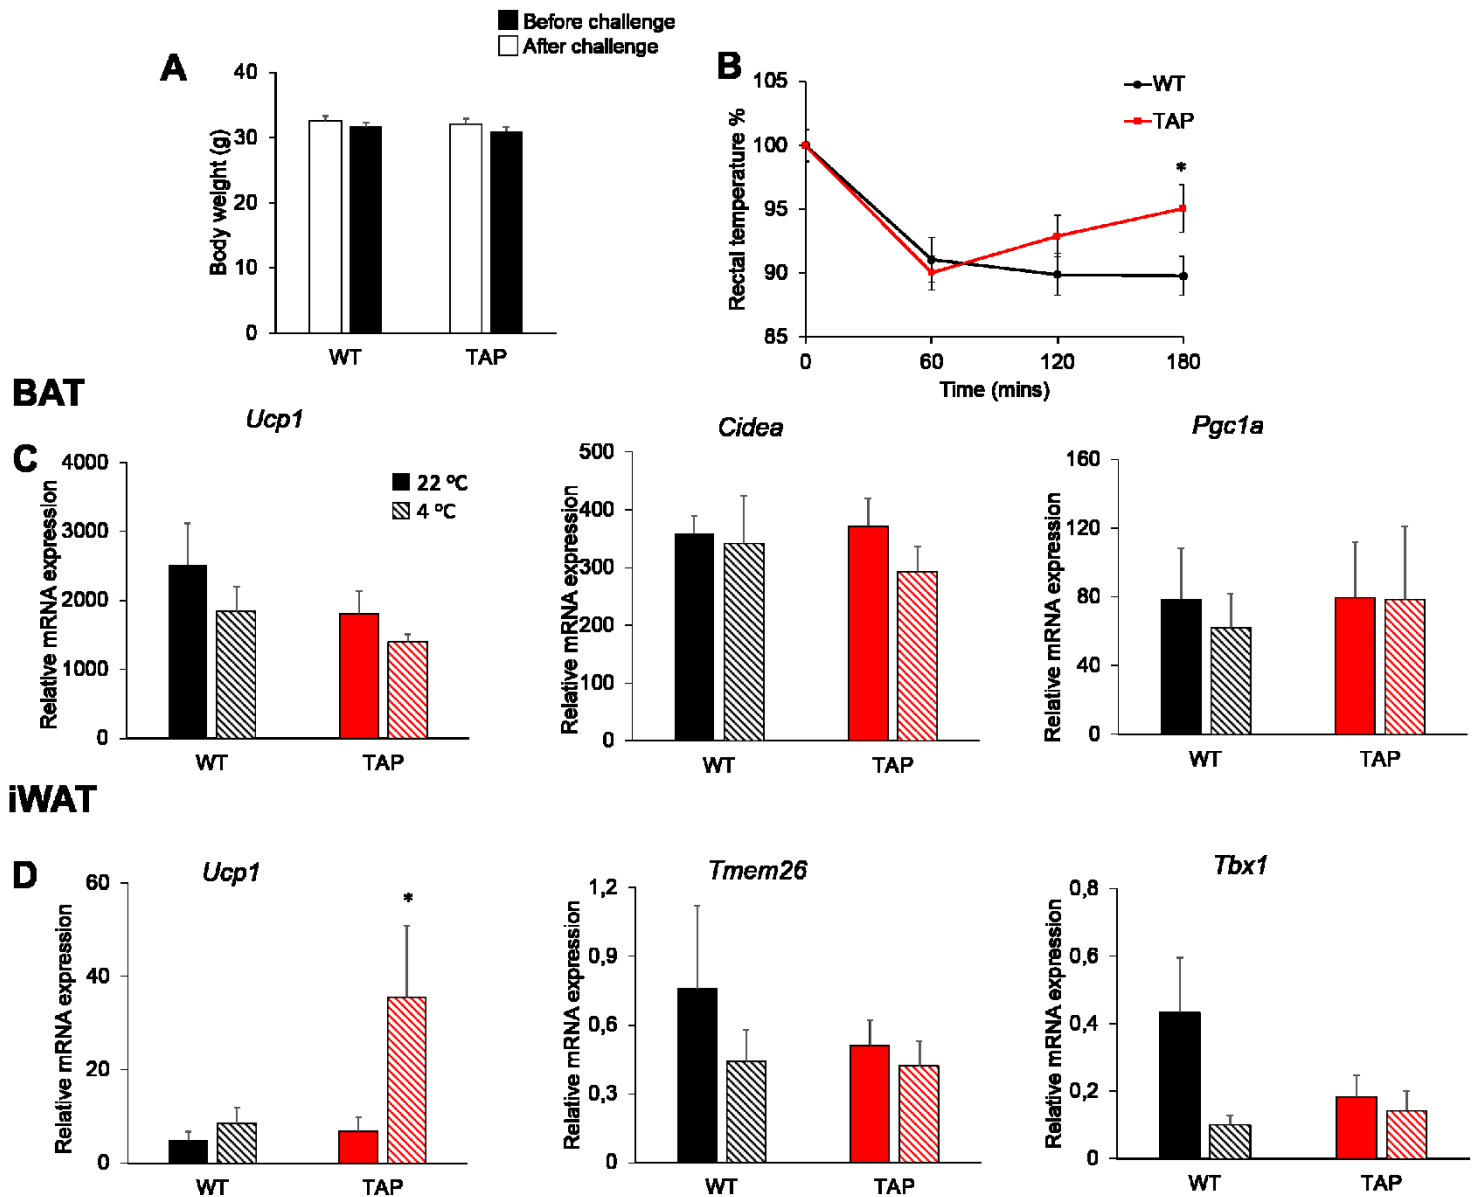 Before challenge
After challenge
A
40
30
20
10
0
Body weight (g)
WT
TAP
B
105
100
95
90
85
Rectal temperature %
WT
TAP
*
0
60
120
180
Time (mins)
BAT
C
Ucp1
4000
3000
2000
1000
0
Relative mRNA expression
22 °C
4 °C
WT
TAP
Cidea
500
400
300
200
100
0
Relative mRNA expression
WT
TAP
Pgc1a
160
120
80
40
0
Relative mRNA expression
WT
TAP
iWAT
D
Ucp1
60
40
20
0
Relative mRNA expression
*
WT
TAP
Tmem26
1,2
0,9
0,6
0,3
0
Relative mRNA expression
WT
TAP
Tbx1
0,8
0,6
0,4
0,2
0
Relative mRNA expression
WT
TAP